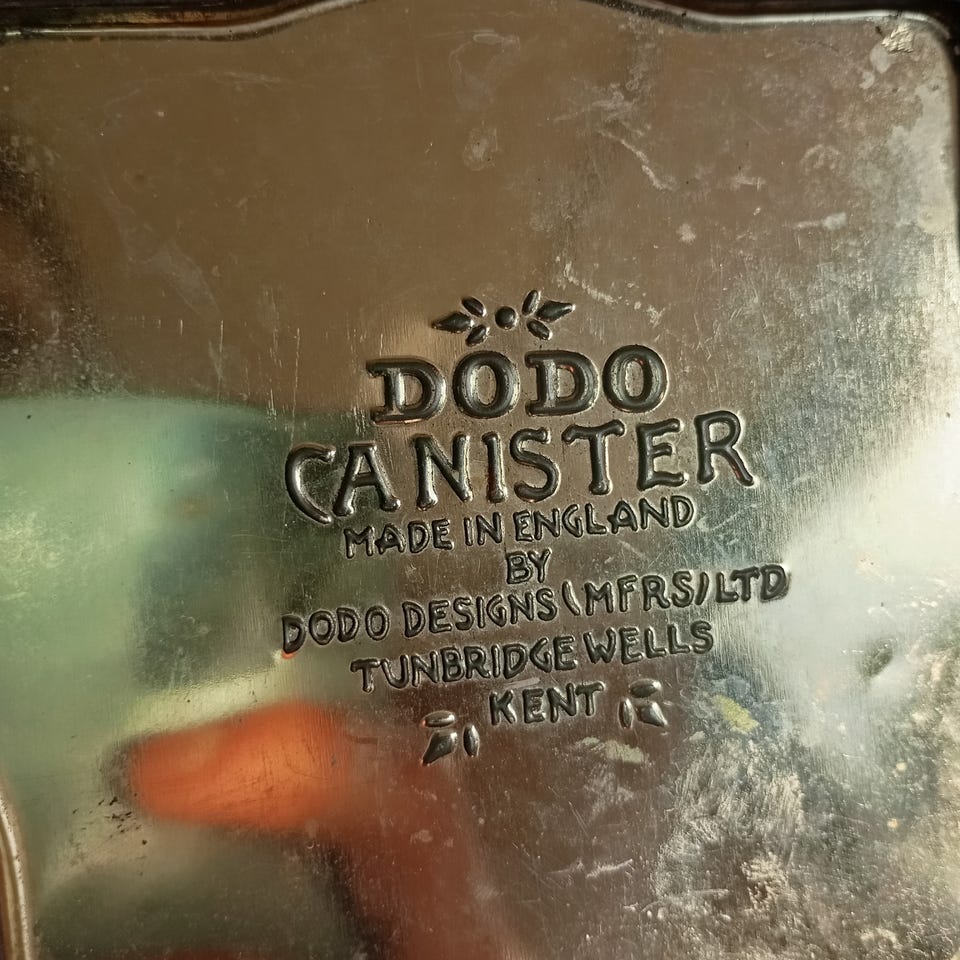 DODO
CANISTER
MADE IN ENGLAND
BY
DODO DESIGNS (MFRS) LTD
TUNBRIDGE WELLS
KENT